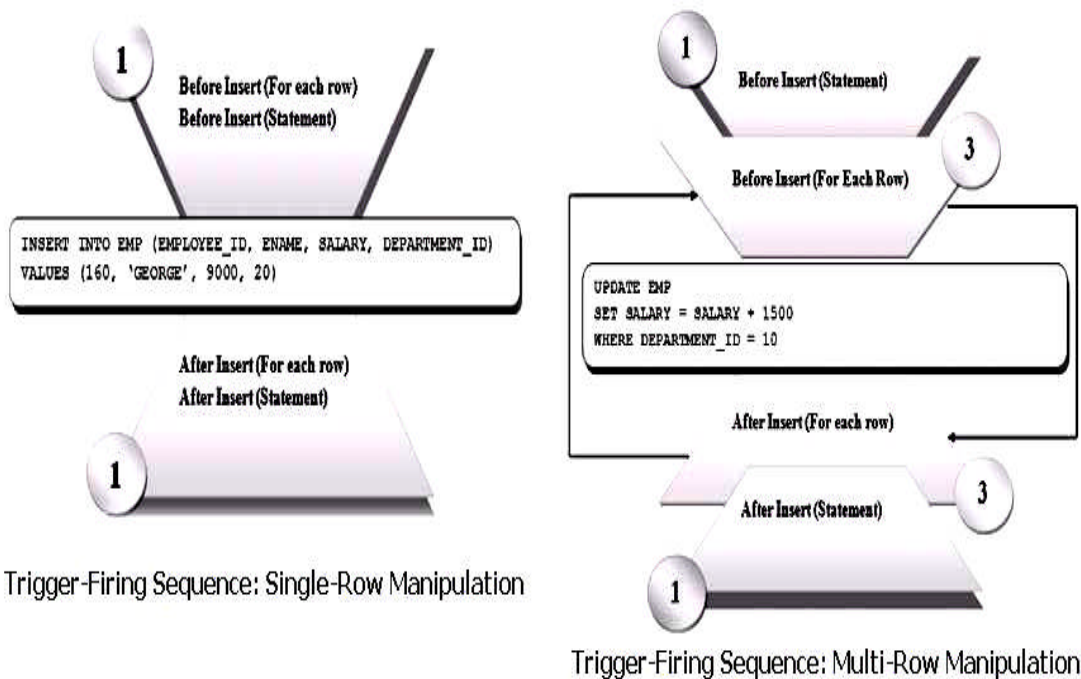 1
Before Insert (For each row)
Before Insert (Statement)
INSERT INTO EMP (EMPLOYEE_ID, ENAME, SALARY, DEPARTMENT_ID)
VALUES (160, ‘GEORGE’, 9000, 20)
After Insert (For each row)
After Insert (Statement)
1
Trigger-Firing Sequence: Single-Row Manipulation
1
Before Insert (Statement)
3
Before Insert (For Each Row)
UPDATE EMP
SET SALARY = SALARY + 1500
WHERE DEPARTMENT_ID = 10
After Insert (For each row)
3
After Insert (Statement)
1
Trigger-Firing Sequence: Multi-Row Manipulation